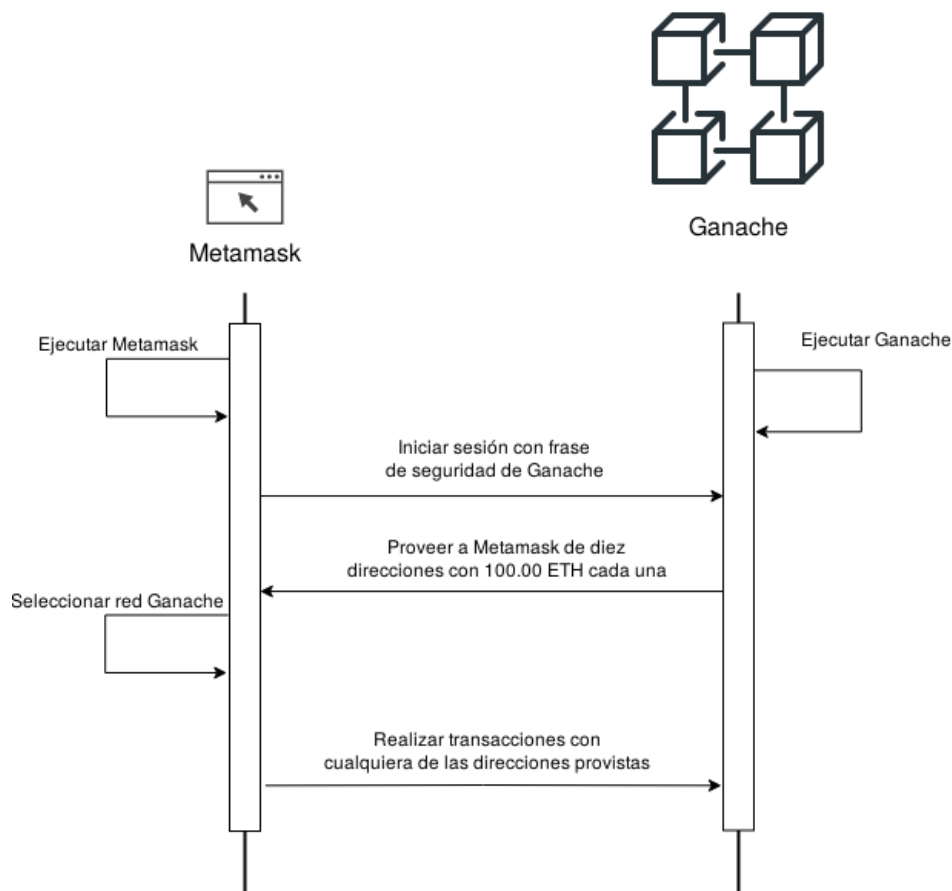 Ganache
Metamask
Ejecutar Metamask
Ejecutar Ganache
Iniciar sesión con frase
de seguridad de Ganache
Proveer a Metamask de diez
direcciones con 100.00 ETH cada una
Seleccionar red Ganache
Realizar transacciones con
cualquiera de las direcciones provistas